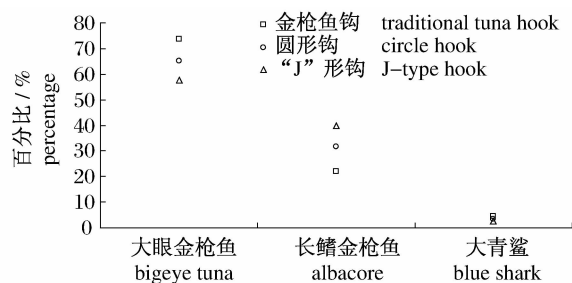 80
70
60
50
40
30
20
10
0
百分比/%
percentage
金枪鱼钩 traditional tuna hook
圆形钩 circle hook
“J”形钩 J-type hook
大眼金枪鱼
bigeye tuna
长鳍金枪鱼
albacore
大青鲨
blue shark